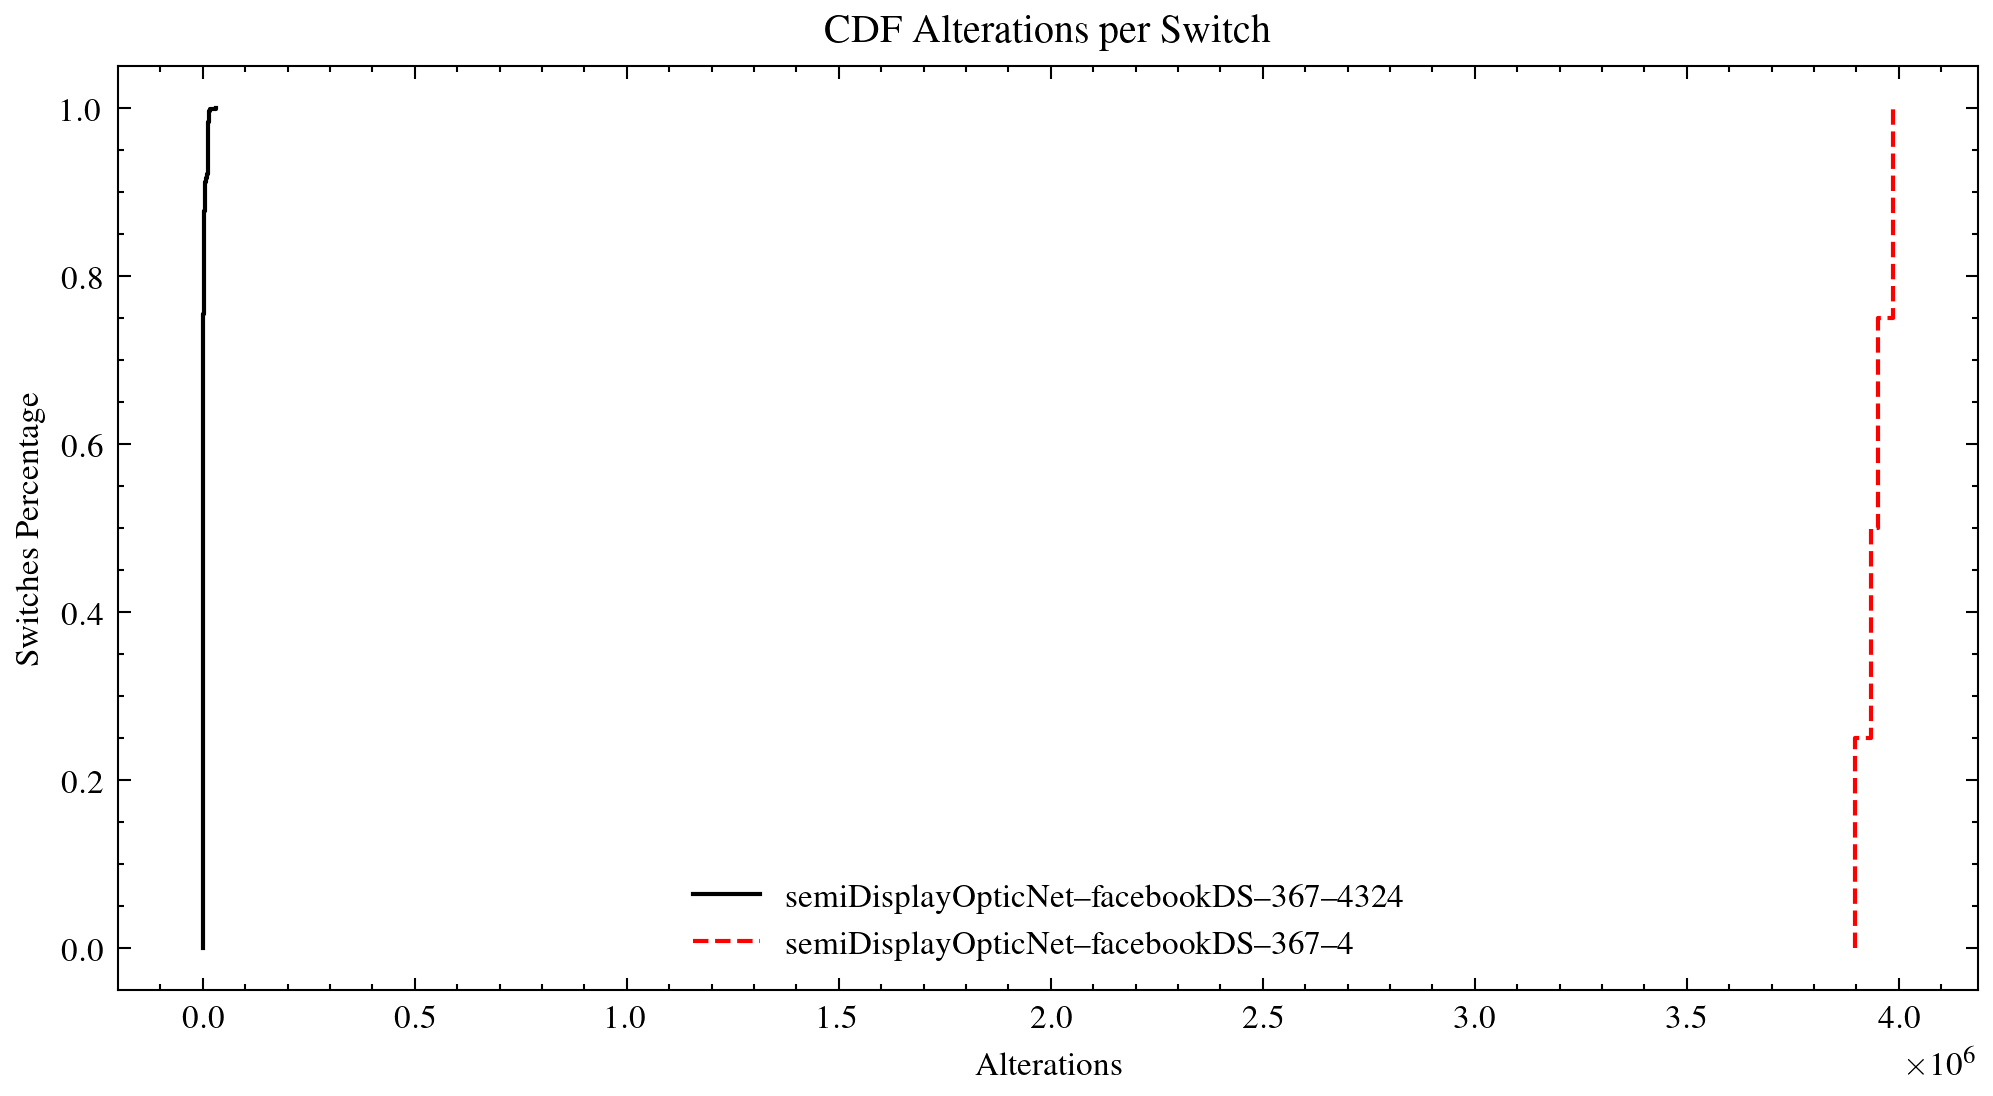 CDF Alterations per Switch
1.0
0.8
0.6
0.4
0.2
0.0
Switches Percentage
semiDisplayOpticNet–facebookDS–367–4324
semiDisplayOpticNet–facebookDS–367–4
0.0 0.5 1.0 1.5 2.0 2.5 3.0 3.5 4.0
Alterations
×10⁶